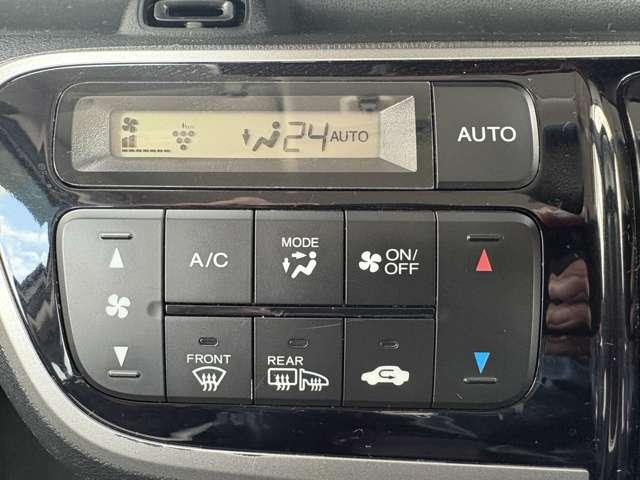 24 AUTO
AUTO
A/C
MODE
ON/
OFF
FRONT
REAR